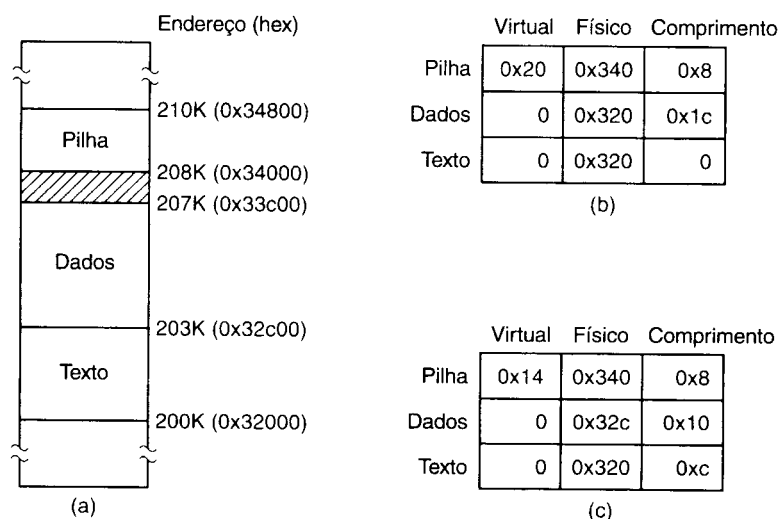 Endereço (hex)
210K (0x34800)
Pilha
208K (0x34000)
207K (0x33c00)
Dados
203K (0x32c00)
Texto
200K (0x32000)
(a)
Virtual Físico Comprimento
Pilha 0x20 0x340 0x8
Dados 0 0x320 0x1c
Texto 0 0x320 0
(b)
Virtual Físico Comprimento
Pilha 0x14 0x340 0x8
Dados 0 0x32c 0x10
Texto 0 0x320 0xc
(c)